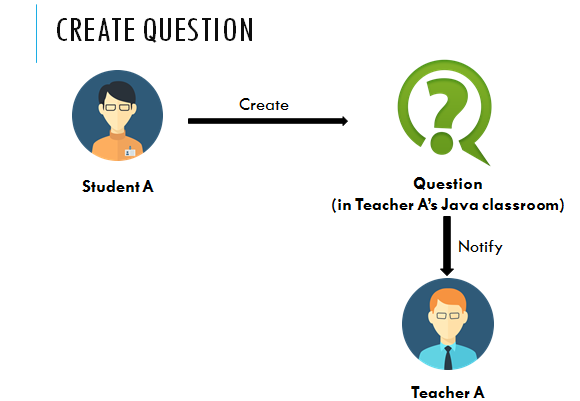 CREATE QUESTION
Create
Student A
Question
(in Teacher A's Java classroom)
Notify
Teacher A